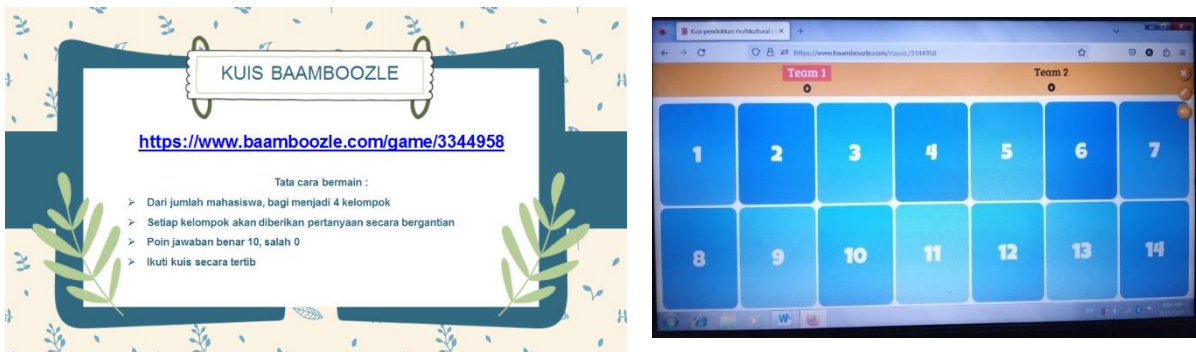 KUIS BAAMBOOZLE
https://www.baamboozle.com/game/3344958
Tata cara bermain :
➢ Dari jumlah mahasiswa, bagi menjadi 4 kelompok
➢ Setiap kelompok akan diberikan pertanyaan secara bergantian
➢ Poin jawaban benar 10, salah 0
➢ Ikuti kuis secara tertib
Kuis pendidikan multikultural |
https://www.baamboozle.com/classic/3344958
Team 1
Team 2
0
0
1 2 3 4 5 6 7
8 9 10 11 12 13 14
W